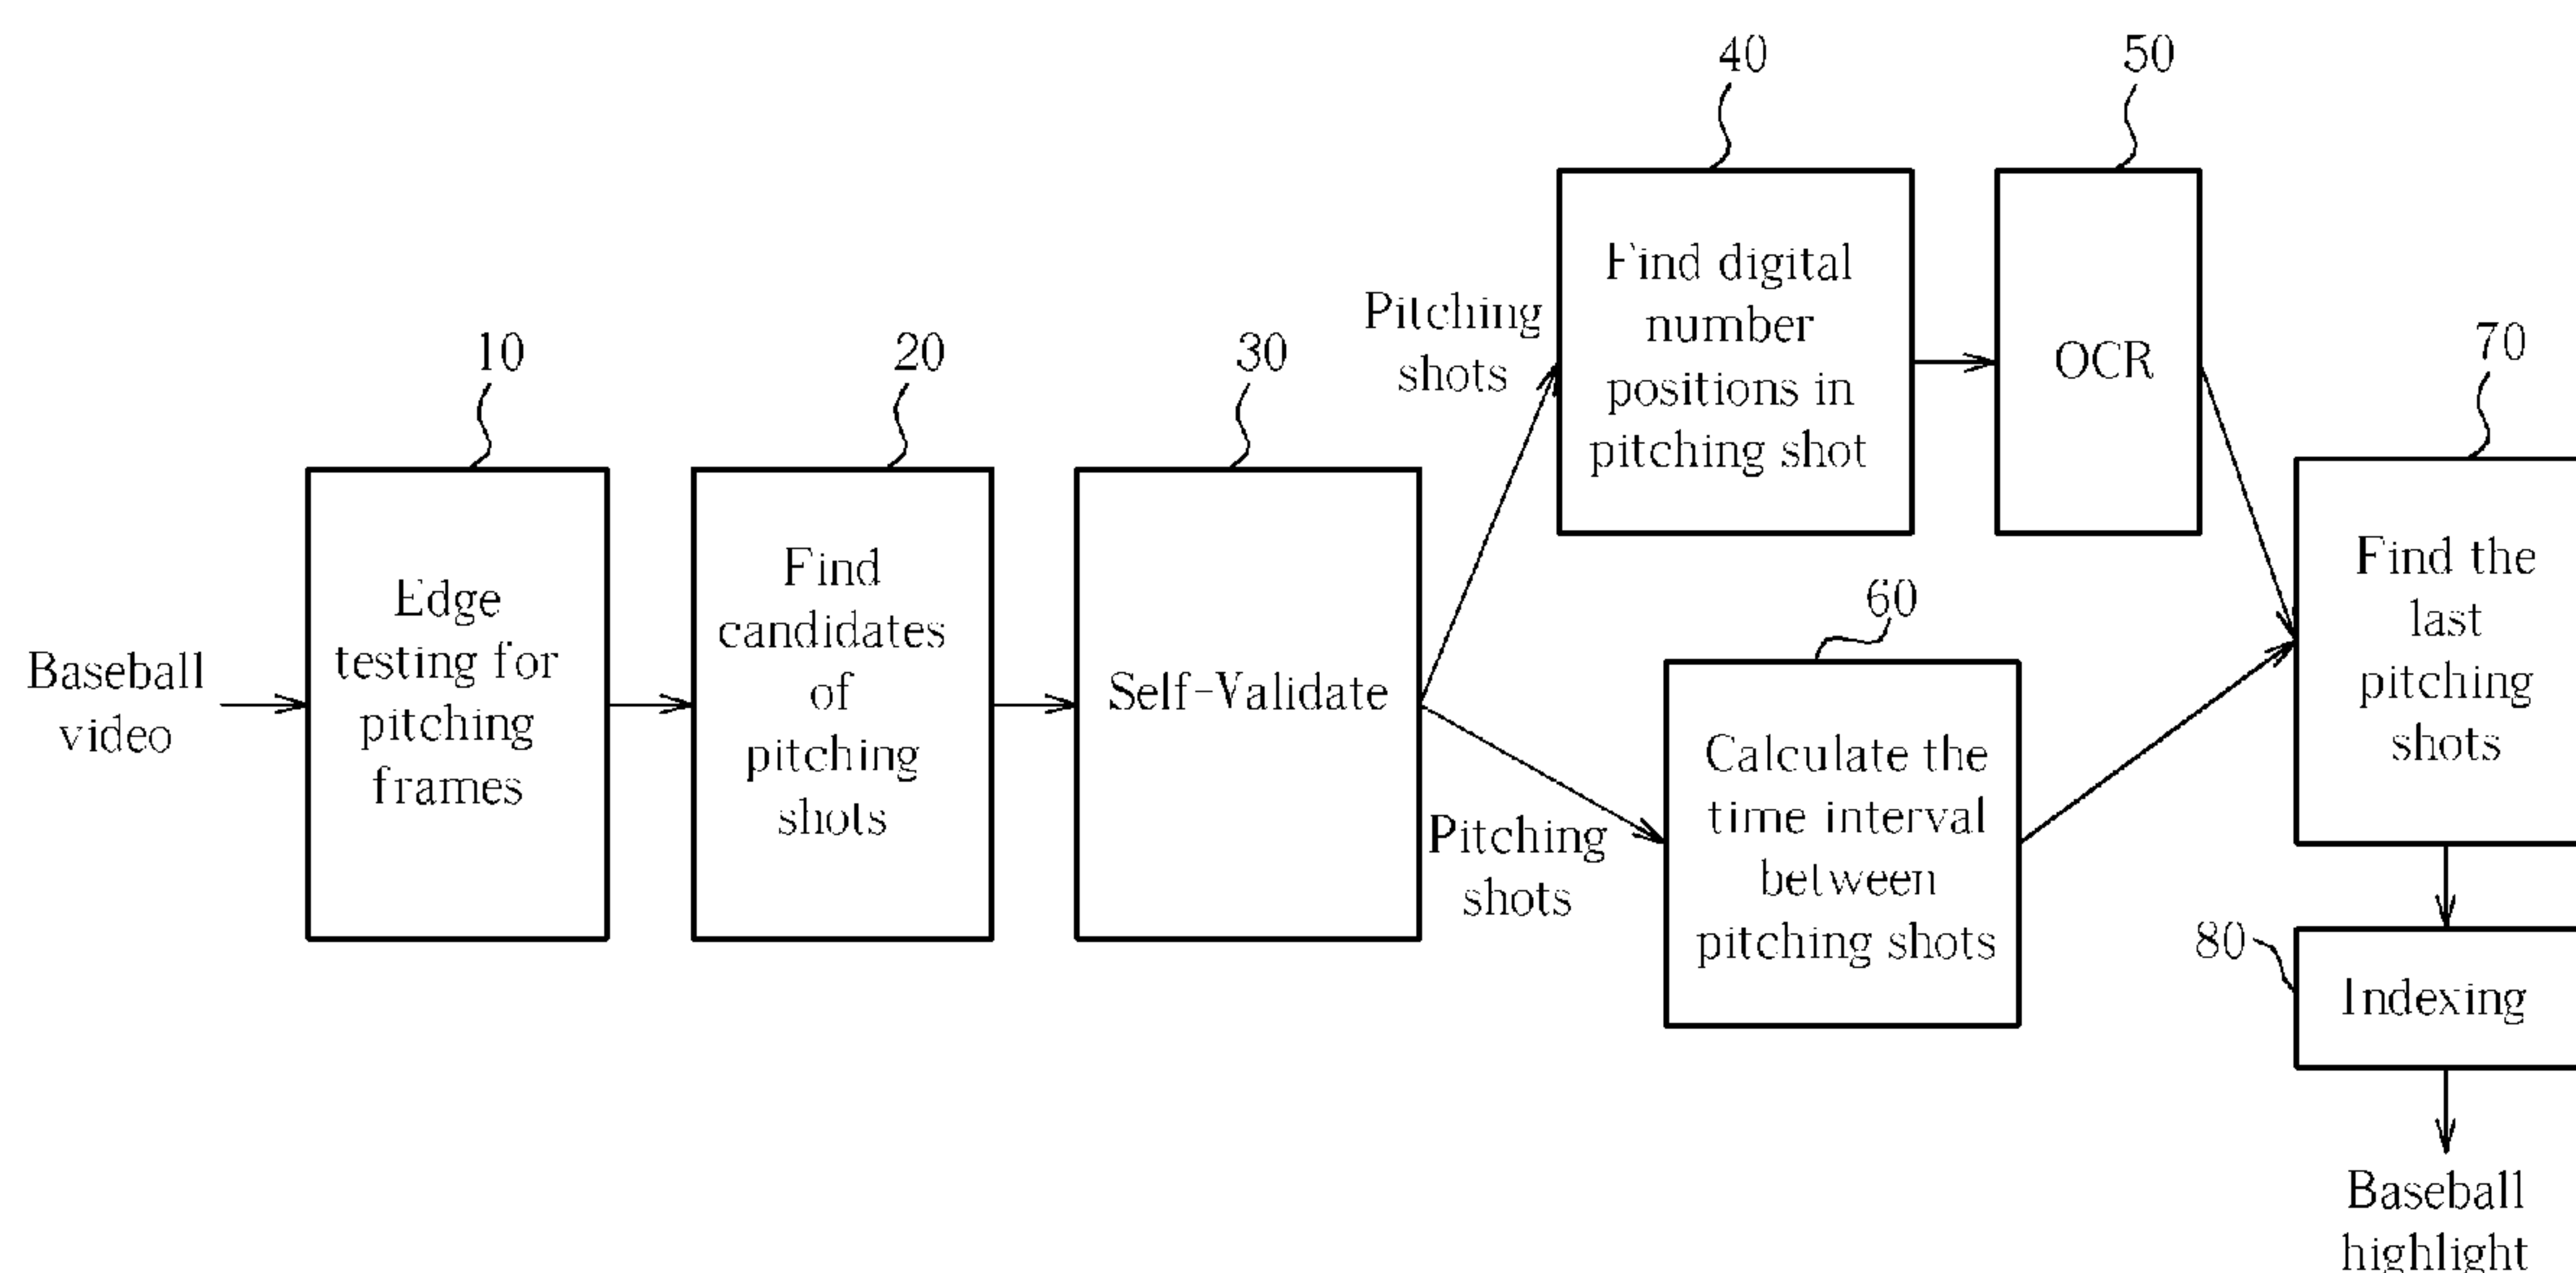 Baseball
video
10
Edge
testing for
pitching
frames
20
Find
candidates
of
pitching
shots
30
Self-Validate
Pitching
shots
40
Find digital
number
positions in
pitching shot
50
OCR
Pitching
shots
60
Calculate the
time interval
between
pitching shots
70
Find the
last
pitching
shots
80
Indexing
Baseball
highlight